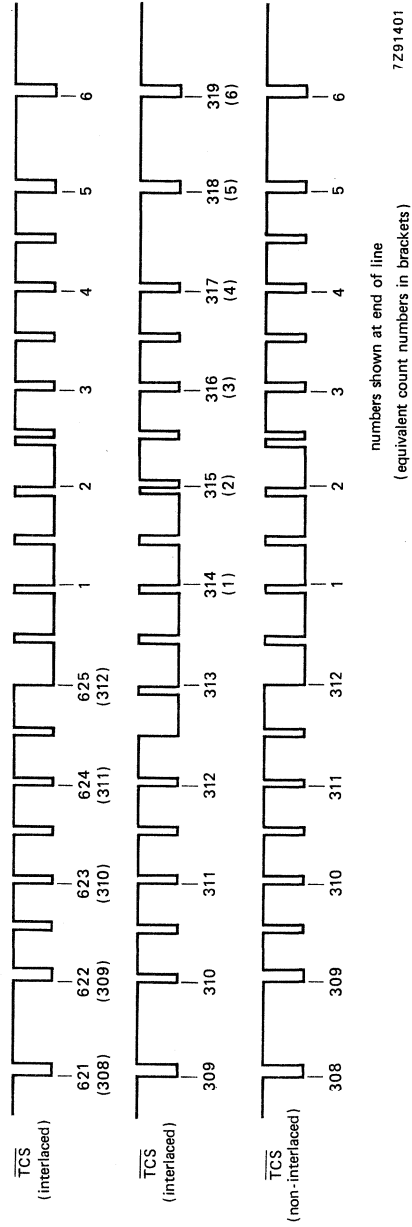 TCS
(interlaced)
621 622 623 624 625 1 2 3 4 5 6
(308) (309) (310) (311) (312)
TCS
(interlaced)
309 310 311 312 313 314 315 316 317 318 319
(1) (2) (3) (4) (5) (6)
TCS
(non-interlaced)
308 309 310 311 312 1 2 3 4 5 6
numbers shown at end of line
(equivalent count numbers in brackets)
7Z91401